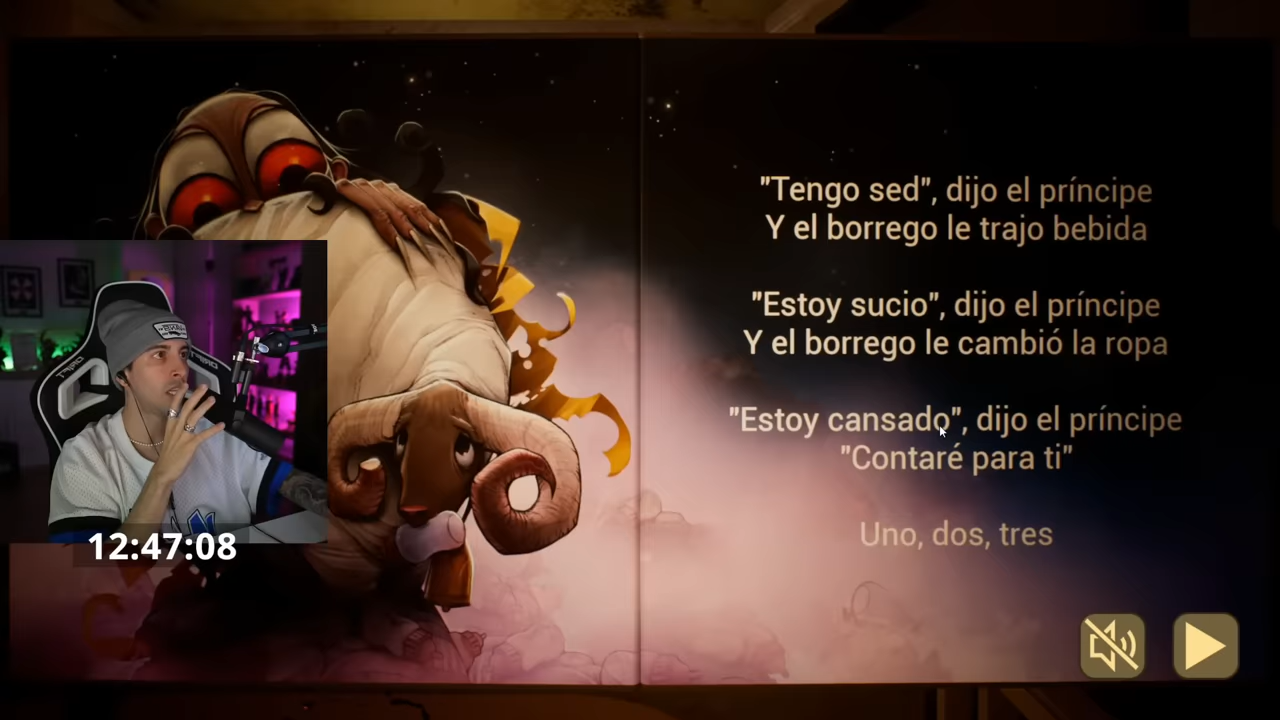 "Tengo sed", dijo el príncipe
Y el borrego le trajo bebida
"Estoy sucio", dijo el príncipe
Y el borrego le cambió la ropa
"Estoy cansado", dijo el príncipe
"Contaré para ti"
Uno, dos, tres
12:47:08